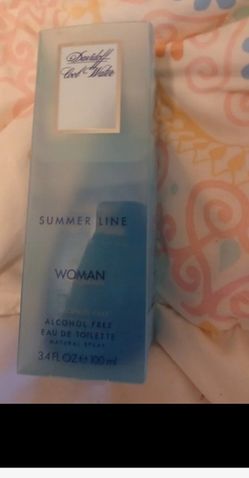 Davidoff
Cool Water
SUMMER LINE
WOMAN
ALCOHOL FREE
EAU DE TOILETTE
NATURAL SPRAY
3.4 FL OZ e 100 ml